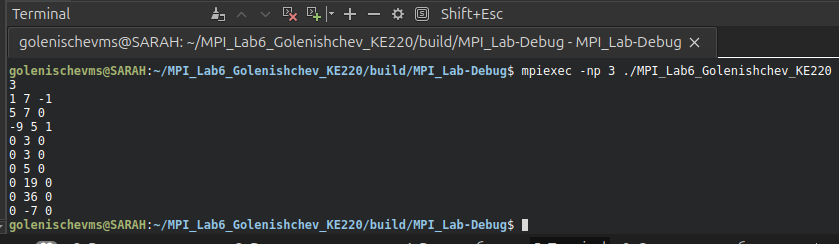 Terminal Shift+Esc
golenischevms@SARAH: ~/MPI_Lab6_Golenishchev_KE220/build/MPI_Lab-Debug - MPI_Lab-Debug
golenischevms@SARAH:~/MPI_Lab6_Golenishchev_KE220/build/MPI_Lab-Debug$ mpiexec -np 3 ./MPI_Lab6_Golenishchev_KE220
3
1 7 -1
5 7 0
-9 5 1
0 3 0
0 3 0
0 5 0
0 19 0
0 36 0
0 -7 0
golenischevms@SARAH:~/MPI_Lab6_Golenishchev_KE220/build/MPI_Lab-Debug$